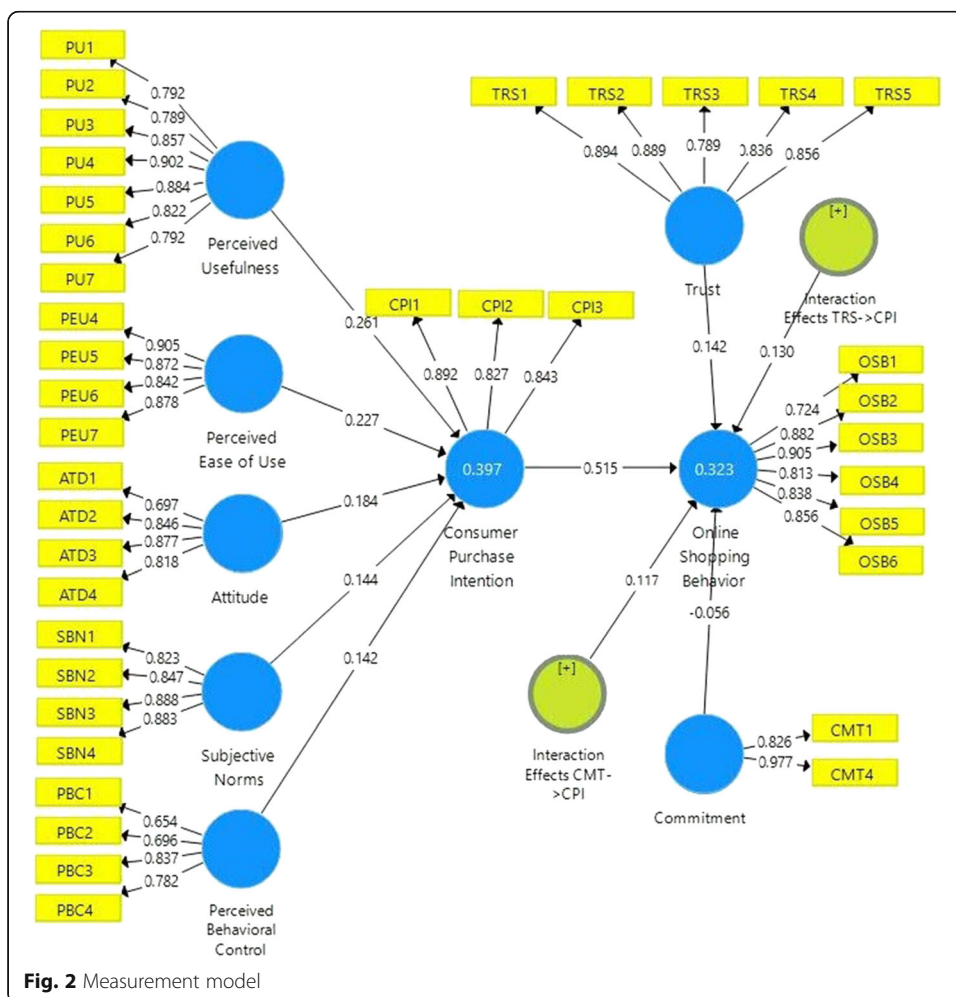 PU1
PU2
PU3
PU4
PU5
PU6
PU7
0.792
0.789
0.857
0.902
0.884
0.822
0.792
Perceived
Usefulness
PEU4
PEU5
PEU6
PEU7
0.905
0.872
0.842
0.878
Perceived
Ease of Use
ATD1
ATD2
ATD3
ATD4
0.697
0.846
0.877
0.818
Attitude
SBN1
SBN2
SBN3
SBN4
0.823
0.847
0.888
0.883
Subjective
Norms
PBC1
PBC2
PBC3
PBC4
0.654
0.696
0.837
0.782
Perceived
Behavioral
Control
0.261
0.227
0.184
0.144
0.142
CPI1
CPI2
CPI3
0.892
0.827
0.843
0.397
Consumer
Purchase
Intention
0.515
TRS1
TRS2
TRS3
TRS4
TRS5
0.894
0.889
0.789
0.836
0.856
Trust
0.142
[+]
Interaction
Effects TRS->CPI
0.130
0.323
Online
Shopping
Behavior
OSB1
OSB2
OSB3
OSB4
OSB5
OSB6
0.724
0.882
0.905
0.813
0.838
0.856
0.117
-0.056
[+]
Interaction
Effects CMT-
>CPI
Commitment
0.826
0.977
CMT1
CMT4
Fig. 2 Measurement model